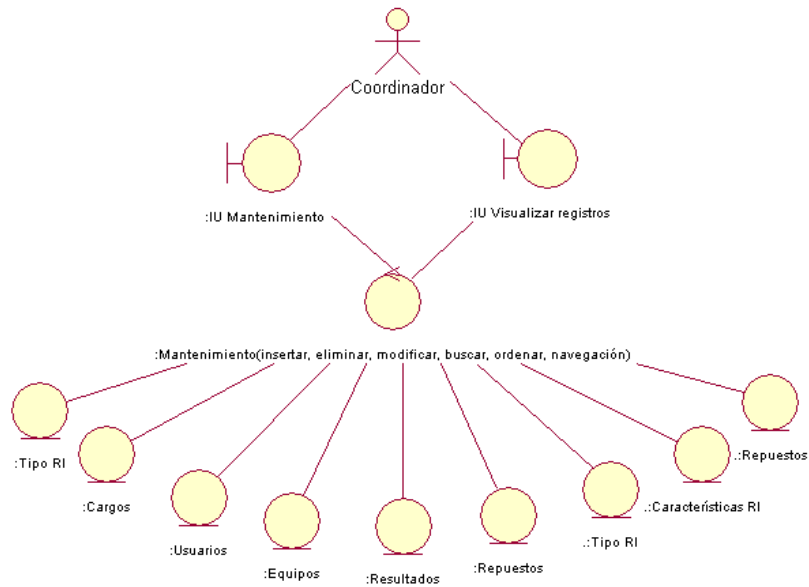 Coordinador
:IU Mantenimiento
:IU Visualizar registros
:Mantenimiento(insertar, eliminar, modificar, buscar, ordenar, navegación)
:Tipo RI
:Cargos
:Usuarios
:Equipos
:Resultados
:Repuestos
.:Tipo RI
.:Características RI
.:Repuestos